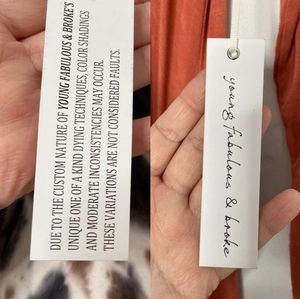 DUE TO THE CUSTOM NATURE OF YOUNG FABULOUS & BROKE'S
UNIQUE ONE OF A KIND DYING TECHNIQUES, COLOR SHADINGS
AND MODERATE INCONSISTENCIES MAY OCCUR.
THESE VARIATIONS ARE NOT CONSIDERED FAULTS.
young fabulous & broke